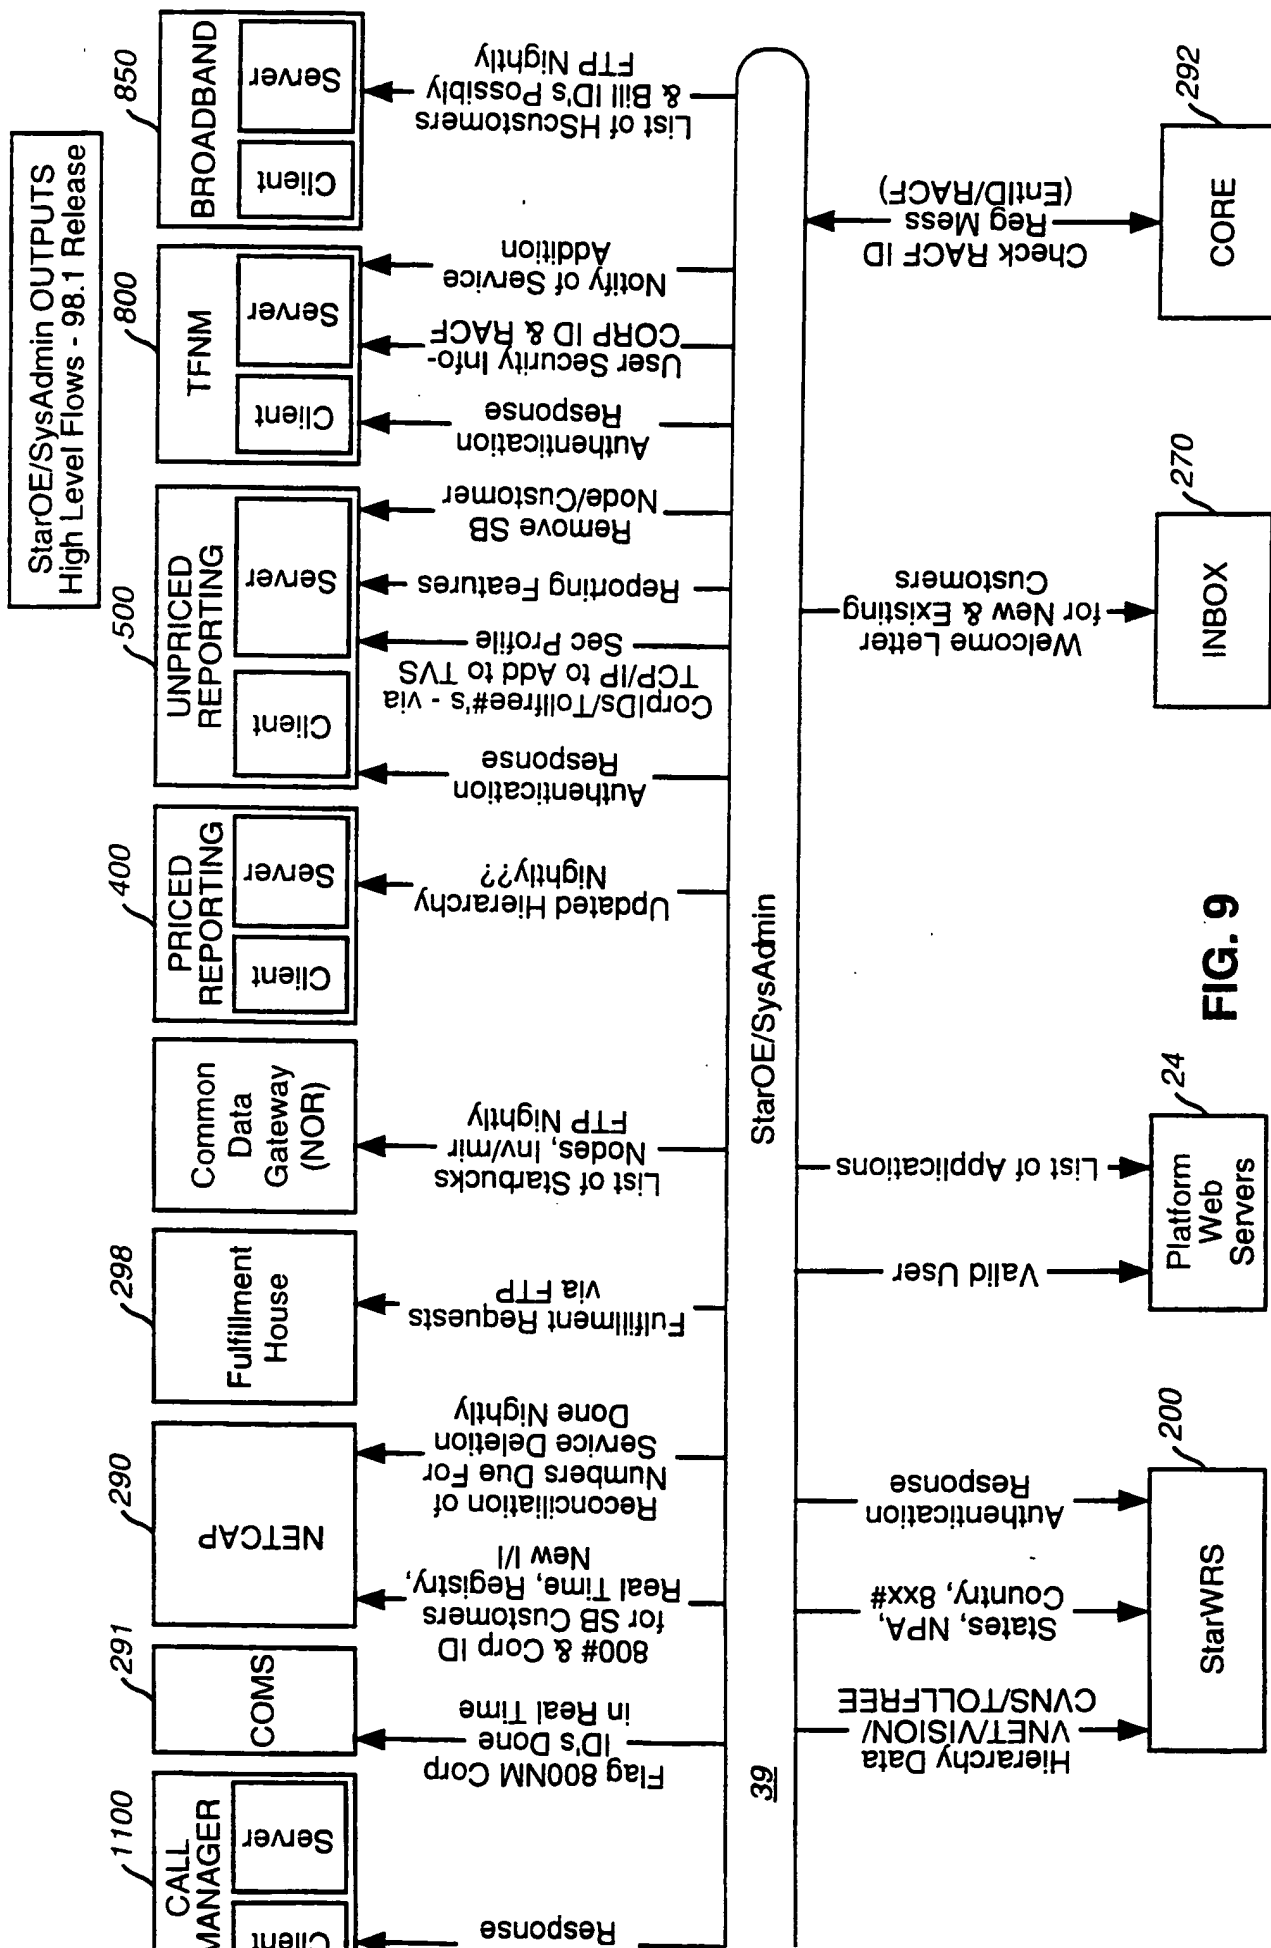 StarOE/SysAdmin OUTPUTS
High Level Flows - 98.1 Release
1100
CALL
MANAGER
Client
Server
Response
291
COMS
Flag 800NM Corp
ID's Done
in Real Time
290
NETCAP
800# & Corp ID
for SB Customers
Real Time, Registry,
New I/I
Reconciliation of
Numbers Due For
Service Deletion
Done Nightly
298
Fulfillment
House
Fulfillment Requests
via FTP
Common
Data
Gateway
(NOR)
List of Starbucks
Nodes, Inv/mir
FTP Nightly
400
PRICED
REPORTING
Client
Server
Updated Hierarchy
Nightly??
500
UNPRICED
REPORTING
Client
Server
Authentication
Response
CorpIDs/Tollfree#'s - via
TCP/IP to Add to TVS
Sec Profile
Reporting Features
Remove SB
Node/Customer
800
TFNM
Client
Server
Authentication
Response
User Security Info-
CORP ID & RACF
Notify of Service
Addition
850
BROADBAND
Client
Server
List of HScustomers
& Bill ID's Possibly
FTP Nightly
39
StarOE/SysAdmin
Hierarchy Data
VNET/VISION/
CVNS/TOLLFREE
States, NPA,
Country, 8xx#
Authentication
Response
200
StarWRS
Valid User
List of Applications
24
Platform
Web
Servers
Welcome Letter
for New & Existing
Customers
270
INBOX
Check RACF ID
Reg Mess
(EntID/RACF)
292
CORE
FIG. 9